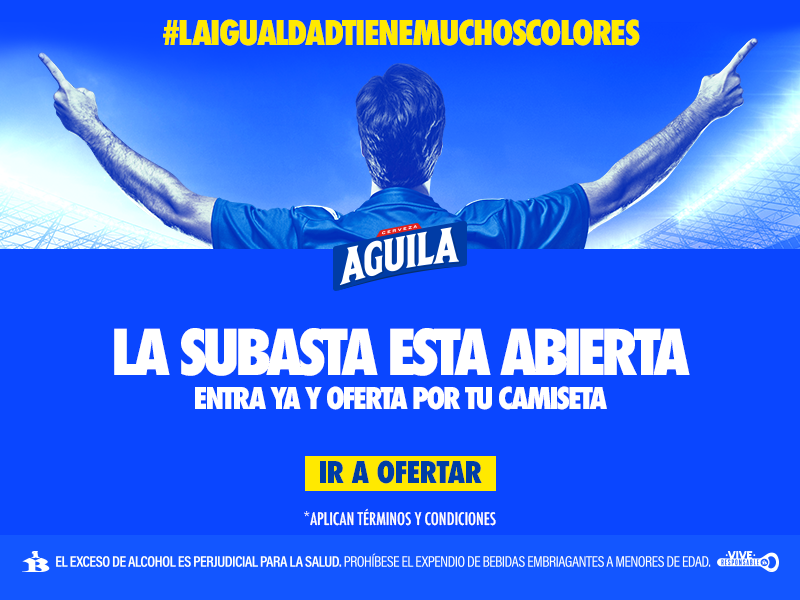 #LAIGUALDADTIENEMUCHOSCOLORES
CERVEZA
AGUILA
LA SUBASTA ESTA ABIERTA
ENTRA YA Y OFERTA POR TU CAMISETA
IR A OFERTAR
*APLICAN TÉRMINOS Y CONDICIONES
EL EXCESO DE ALCOHOL ES PERJUDICIAL PARA LA SALUD. PROHÍBESE EL EXPENDIO DE BEBIDAS EMBRIAGANTES A MENORES DE EDAD.
·VIVE·
RESPONSABLE